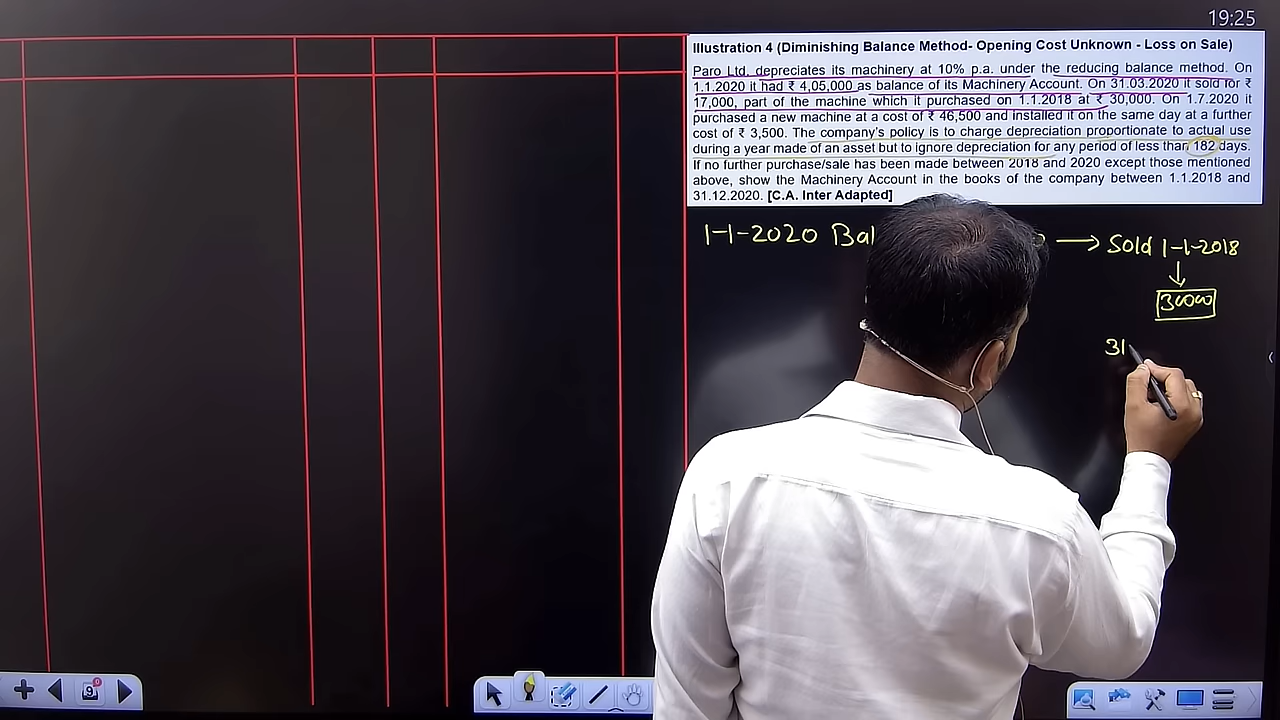 19:25
Illustration 4 (Diminishing Balance Method- Opening Cost Unknown - Loss on Sale)
Paro Ltd. depreciates its machinery at 10% p.a. under the reducing balance method. On
1.1.2020 it had ₹ 4,05,000 as balance of its Machinery Account. On 31.03.2020 it sold for ₹
17,000, part of the machine which it purchased on 1.1.2018 at ₹ 30,000. On 1.7.2020 it
purchased a new machine at a cost of ₹ 46,500 and installed it on the same day at a further
cost of ₹ 3,500. The company's policy is to charge depreciation proportionate to actual use
during a year made of an asset but to ignore depreciation for any period of less than 182 days.
If no further purchase/sale has been made between 2018 and 2020 except those mentioned
above, show the Machinery Account in the books of the company between 1.1.2018 and
31.12.2020. [C.A. Inter Adapted]
1-1-2020 Bal → Sold 1-1-2018
↓
30000
31